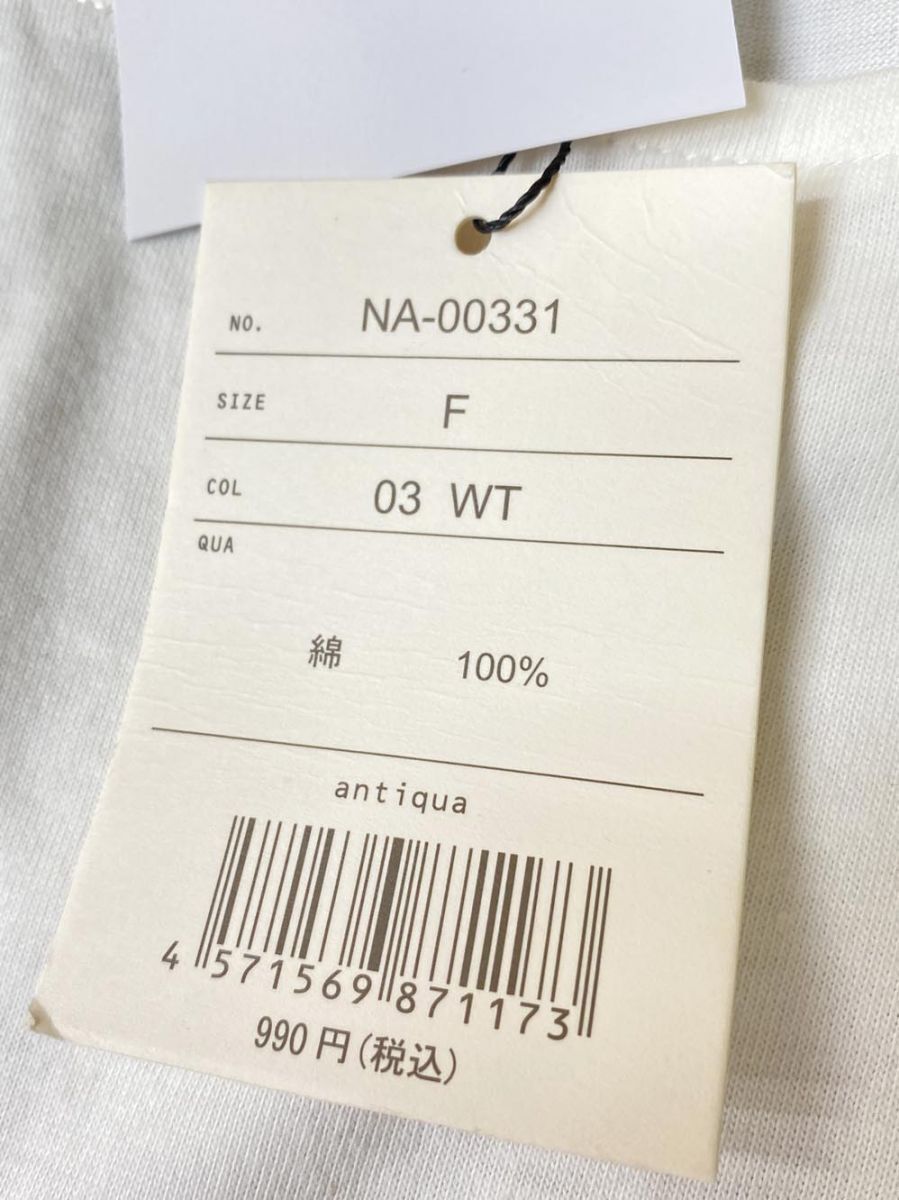 NO. NA-00331
SIZE F
COL 03 WT
QUA
綿 100%
antiqua
4 571569 871173
990円(税込)